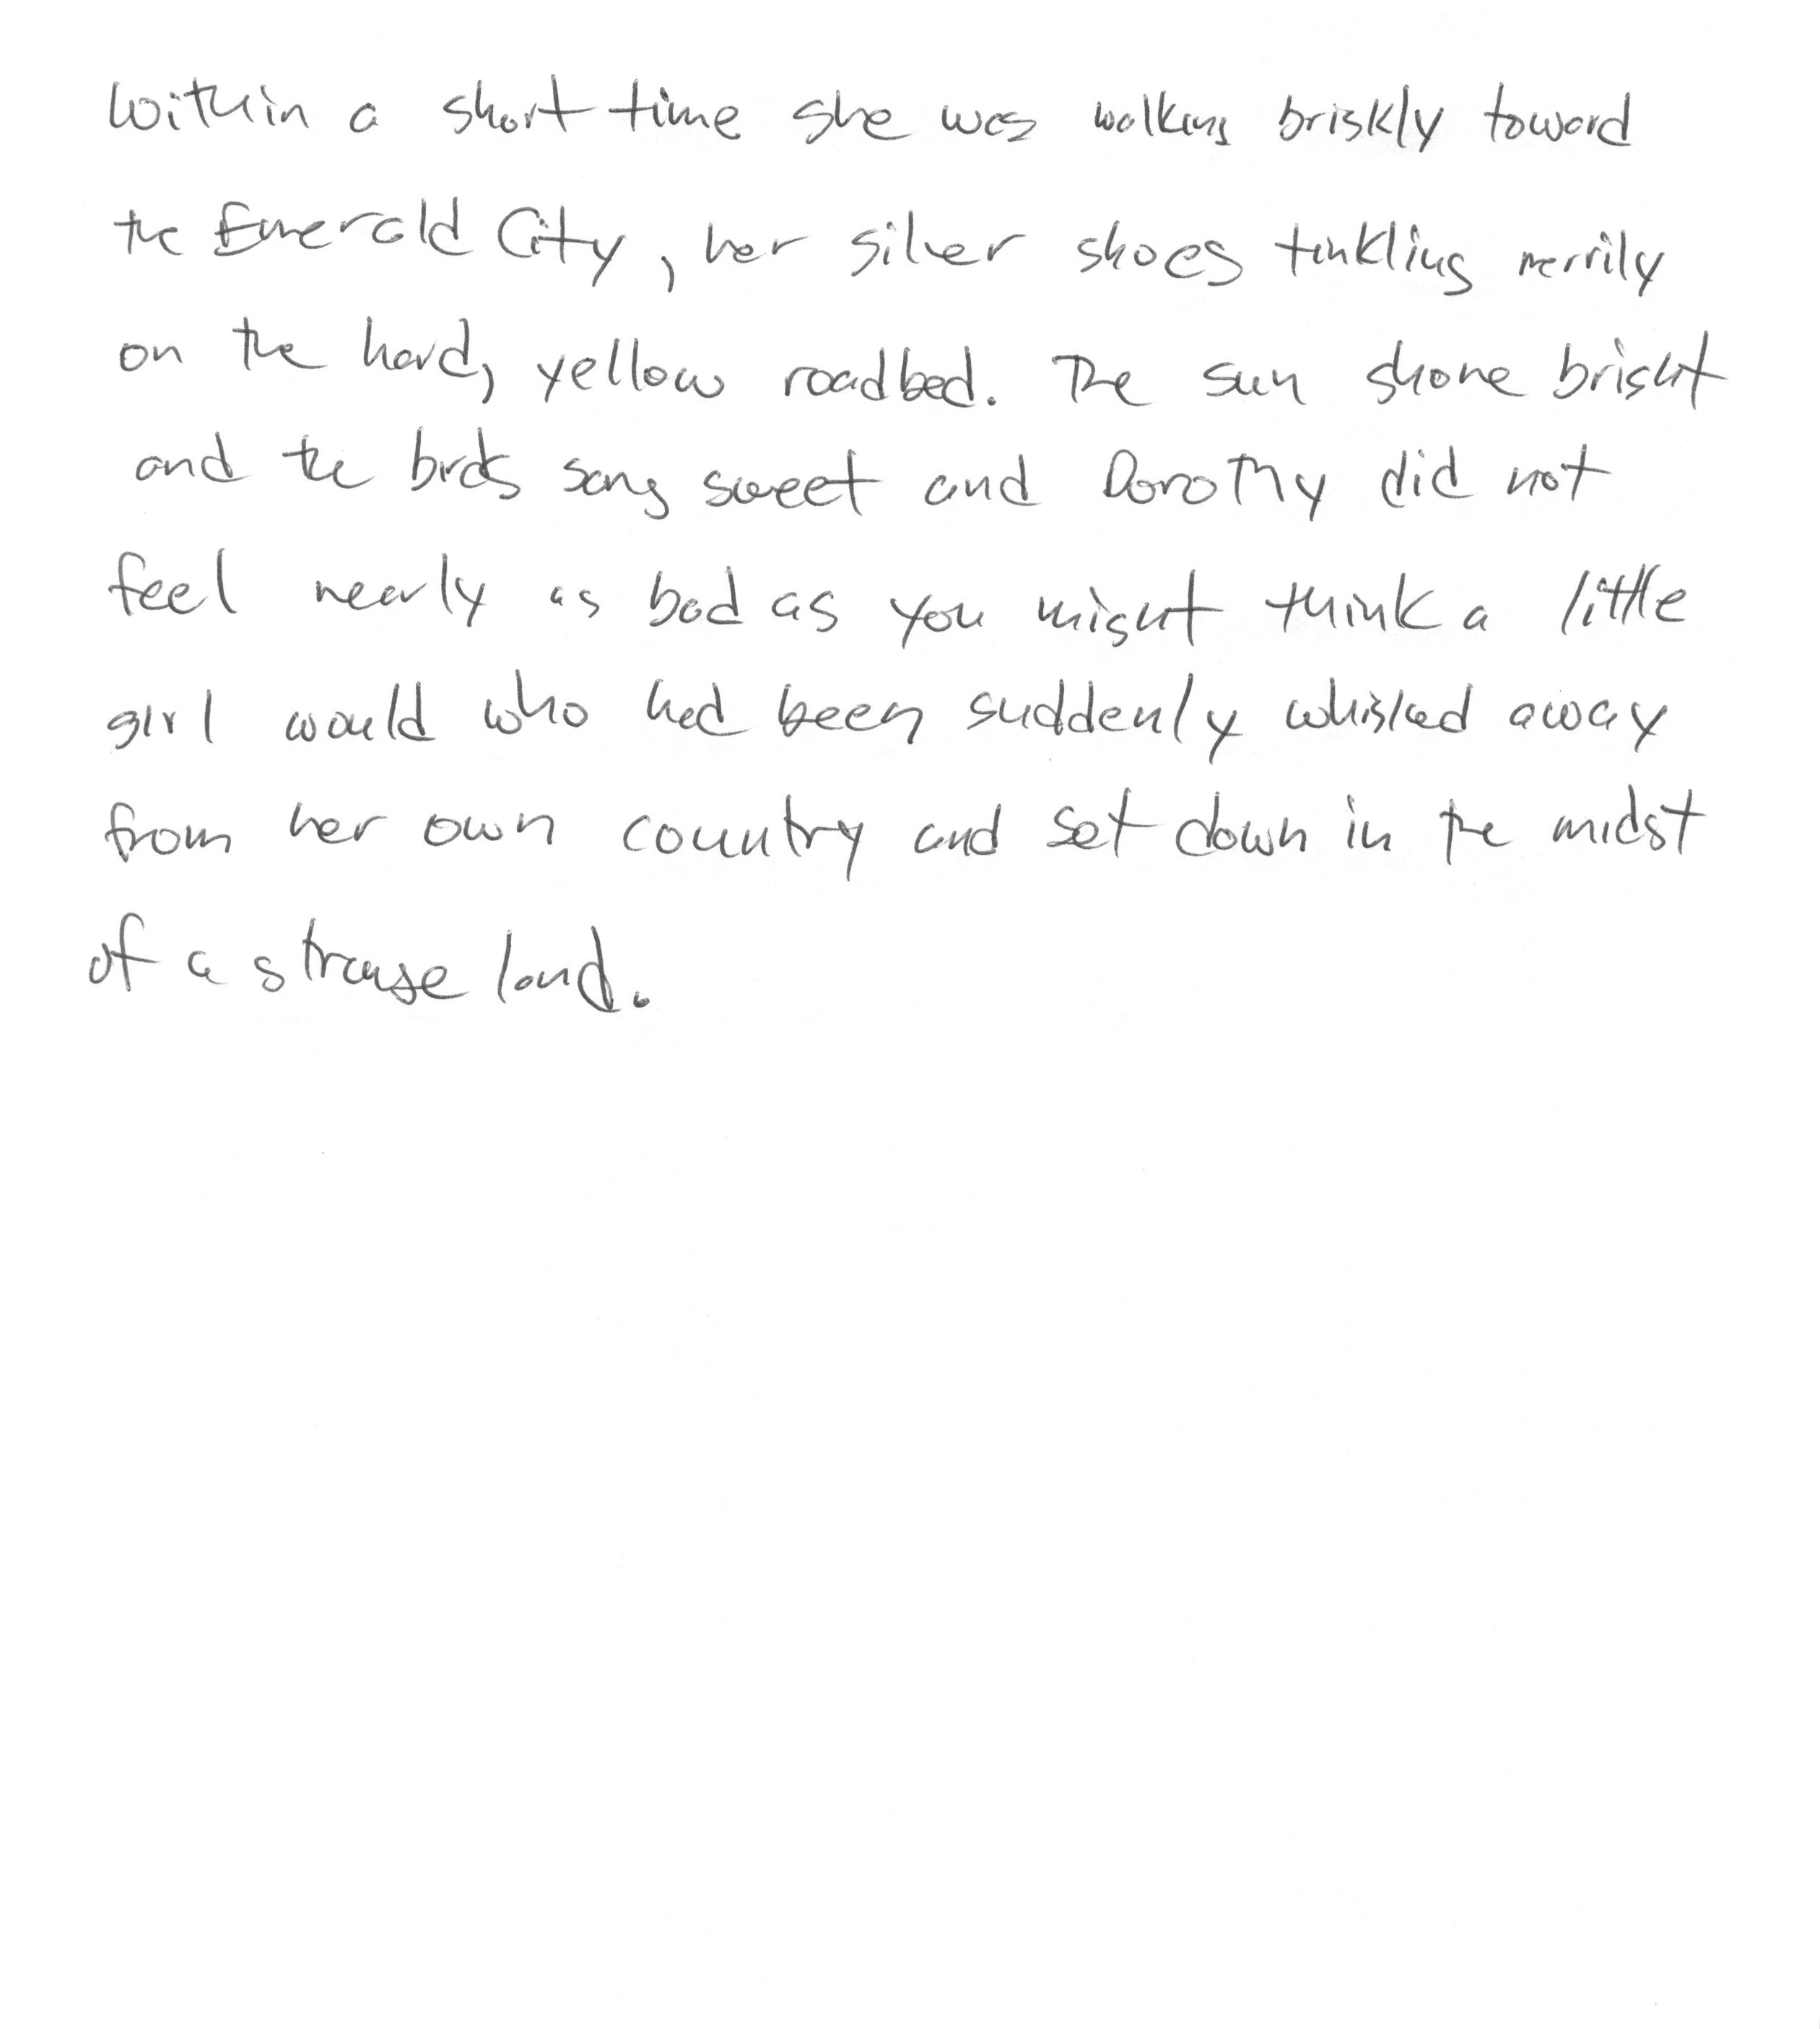 Within a short time she was walking briskly toward
the Emerald City, her silver shoes tinkling merrily
on the hard, yellow roadbed. The sun shone bright
and the birds sang sweet and Dorothy did not
feel nearly as bad as you might think a little
girl would who had been suddenly whisked away
from her own country and set down in the midst
of a strange land.